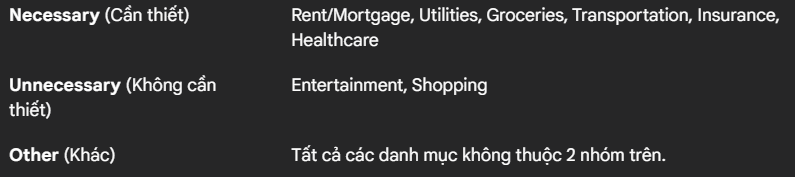 Necessary (Cần thiết) Rent/Mortgage, Utilities, Groceries, Transportation, Insurance,
Healthcare
Unnecessary (Không cần Entertainment, Shopping
thiết)
Other (Khác) Tất cả các danh mục không thuộc 2 nhóm trên.